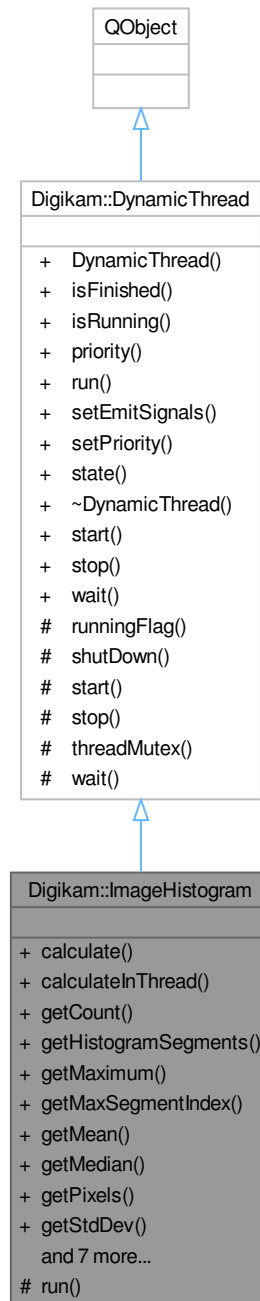 QObject
Digikam::DynamicThread
+ DynamicThread()
+ isFinished()
+ isRunning()
+ priority()
+ run()
+ setEmitSignals()
+ setPriority()
+ state()
+ ~DynamicThread()
+ start()
+ stop()
+ wait()
# runningFlag()
# shutDown()
# start()
# stop()
# threadMutex()
# wait()
Digikam::ImageHistogram
+ calculate()
+ calculateInThread()
+ getCount()
+ getHistogramSegments()
+ getMaximum()
+ getMaxSegmentIndex()
+ getMean()
+ getMedian()
+ getPixels()
+ getStdDev()
and 7 more...
# run()